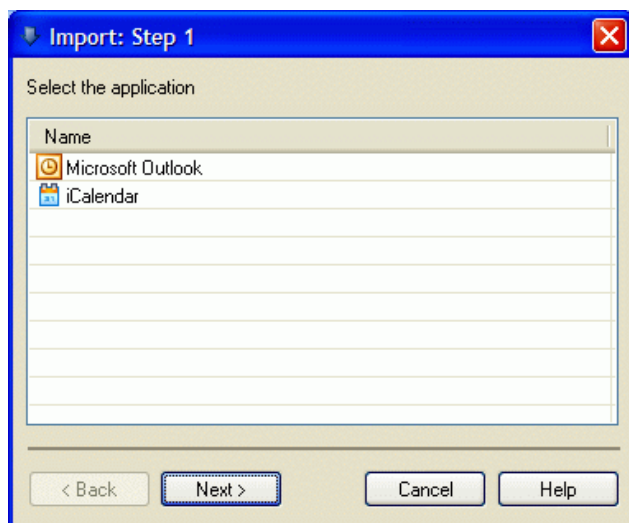 Import: Step 1
Select the application
Name
Microsoft Outlook
iCalendar
< Back Next > Cancel Help